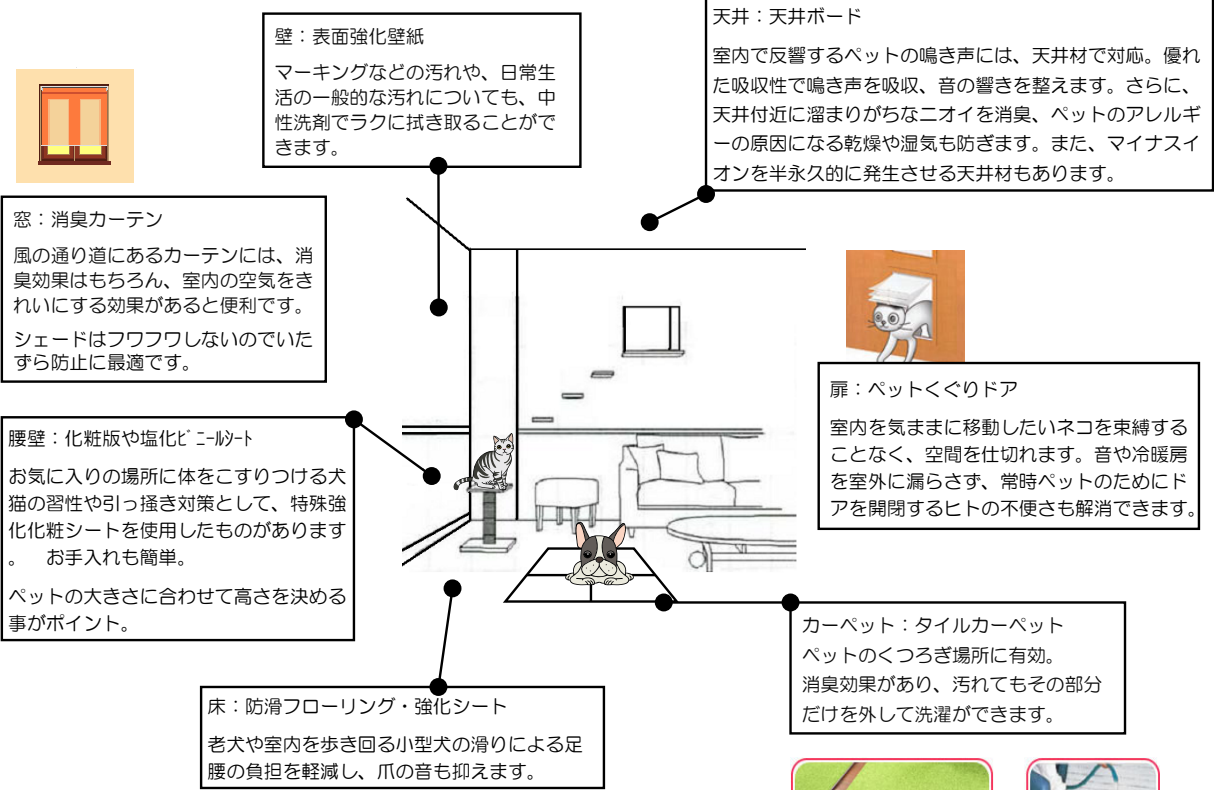 天井：天井ボード
室内で反響するペットの鳴き声には、天井材で対応。優れ
た吸収性で鳴き声を吸収、音の響きを整えます。さらに、
天井付近に溜まりがちなニオイを消臭、ペットのアレルギ
ーの原因になる乾燥や湿気も防ぎます。また、マイナスイ
オンを半永久的に発生させる天井材もあります。
壁：表面強化壁紙
マーキングなどの汚れや、日常生
活の一般的な汚れについても、中
性洗剤でラクに拭き取ることがで
きます。
窓：消臭カーテン
風の通り道にあるカーテンには、消
臭効果はもちろん、室内の空気をき
れいにする効果があると便利です。
シェードはフワフワしないのでいた
ずら防止に最適です。
扉：ペットくぐりドア
室内を気ままに移動したいネコを束縛する
ことなく、空間を仕切れます。音や冷暖房
を室外に漏らさず、常時ペットのためにド
アを開閉するヒトの不便さも解消できます。
腰壁：化粧版や塩化ﾋﾞﾆｰﾙｼｰﾄ
お気に入りの場所に体をこすりつける犬
猫の習性や引っ掻き対策として、特殊強
化化粧シートを使用したものがあります
。　お手入れも簡単。
ペットの大きさに合わせて高さを決める
事がポイント。
カーペット：タイルカーペット
ペットのくつろぎ場所に有効。
消臭効果があり、汚れてもその部分
だけを外して洗濯ができます。
床：防滑フローリング・強化シート
老犬や室内を歩き回る小型犬の滑りによる足
腰の負担を軽減し、爪の音も抑えます。